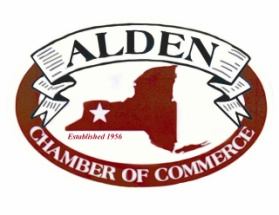 ALDEN
Established 1956
CHAMBER OF COMMERCE